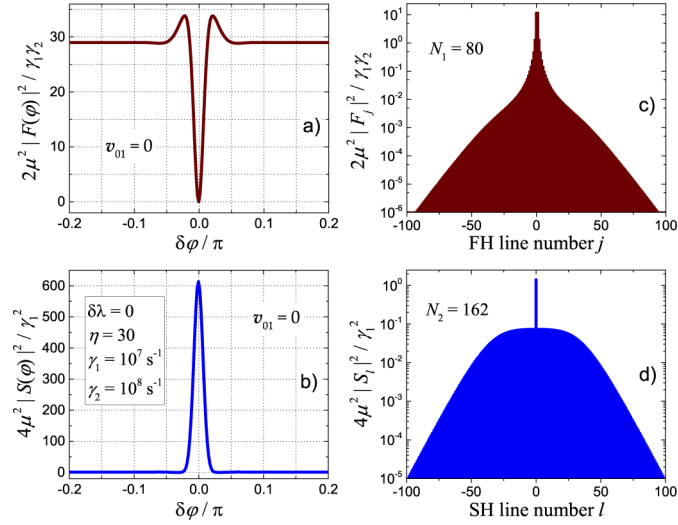 2μ² | F(φ) |² / γ₁γ₂
30
20
10
0
a)
v₀₁ = 0
-0.2 -0.1 0.0 0.1 0.2
δφ / π
2μ² | Fⱼ |² / γ₁γ₂
10¹
10⁰
10⁻¹
10⁻²
10⁻³
10⁻⁴
10⁻⁵
10⁻⁶
N₁ = 80
c)
-100 -50 0 50 100
FH line number j
4μ² | S(φ) |² / γ₁²
600
500
400
300
200
100
0
δλ = 0
η = 30
γ₁ = 10⁷ s⁻¹
γ₂ = 10⁸ s⁻¹
v₀₁ = 0
b)
-0.2 -0.1 0.0 0.1 0.2
δφ / π
4μ² | Sₗ |² / γ₁²
10⁰
10⁻¹
10⁻²
10⁻³
10⁻⁴
10⁻⁵
N₂ = 162
d)
-100 -50 0 50 100
SH line number l